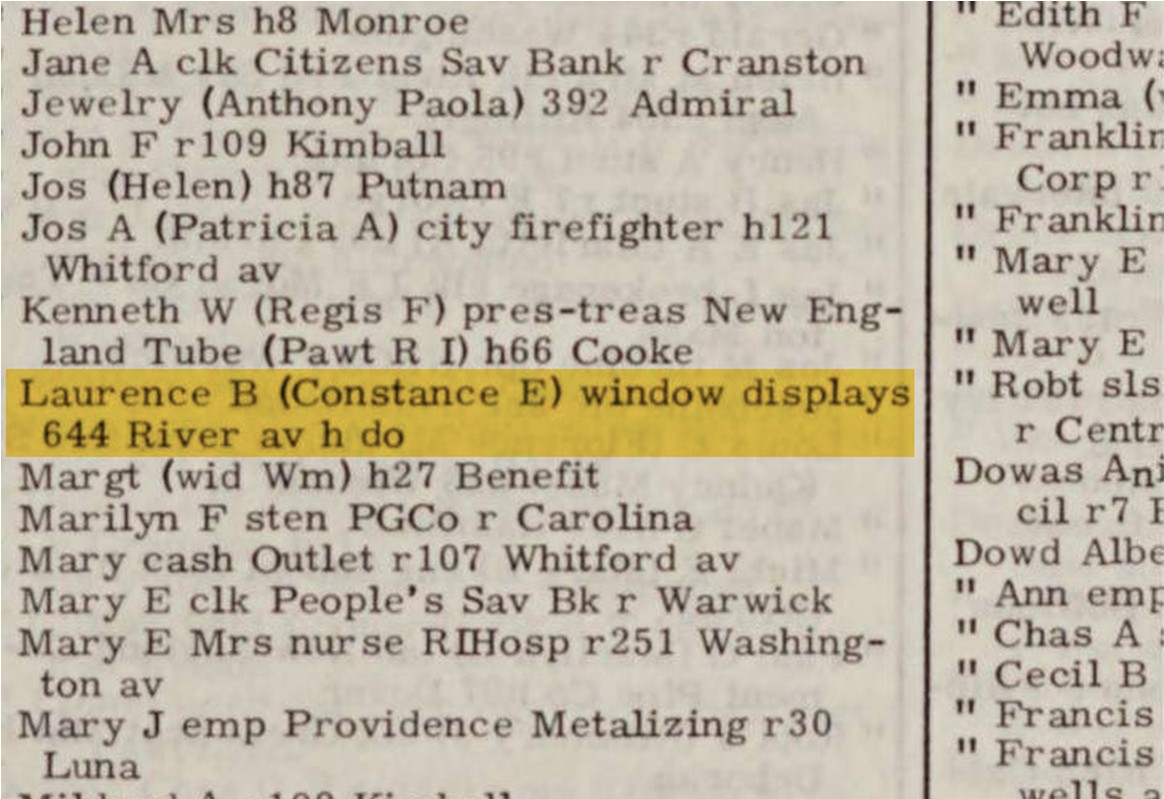 Helen Mrs h8 Monroe
Jane A clk Citizens Sav Bank r Cranston
Jewelry (Anthony Paola) 392 Admiral
John F r109 Kimball
Jos (Helen) h87 Putnam
Jos A (Patricia A) city firefighter h121
Whitford av
Kenneth W (Regis F) pres-treas New Eng-
land Tube (Pawt R I) h66 Cooke
Laurence B (Constance E) window displays
644 River av h do
Margt (wid Wm) h27 Benefit
Marilyn F sten PGCo r Carolina
Mary cash Outlet r107 Whitford av
Mary E clk People's Sav Bk r Warwick
Mary E Mrs nurse RIHosp r251 Washing-
ton av
Mary J emp Providence Metalizing r30
Luna
" Edith F
" Emma
" Franklin
Corp r
" Franklin
" Mary E
well
" Mary E
" Robt sls
r Centr
Dowas
cil r7
Dowd
" Ann emp
" Chas A
" Cecil B
" Francis
" Francis
wells